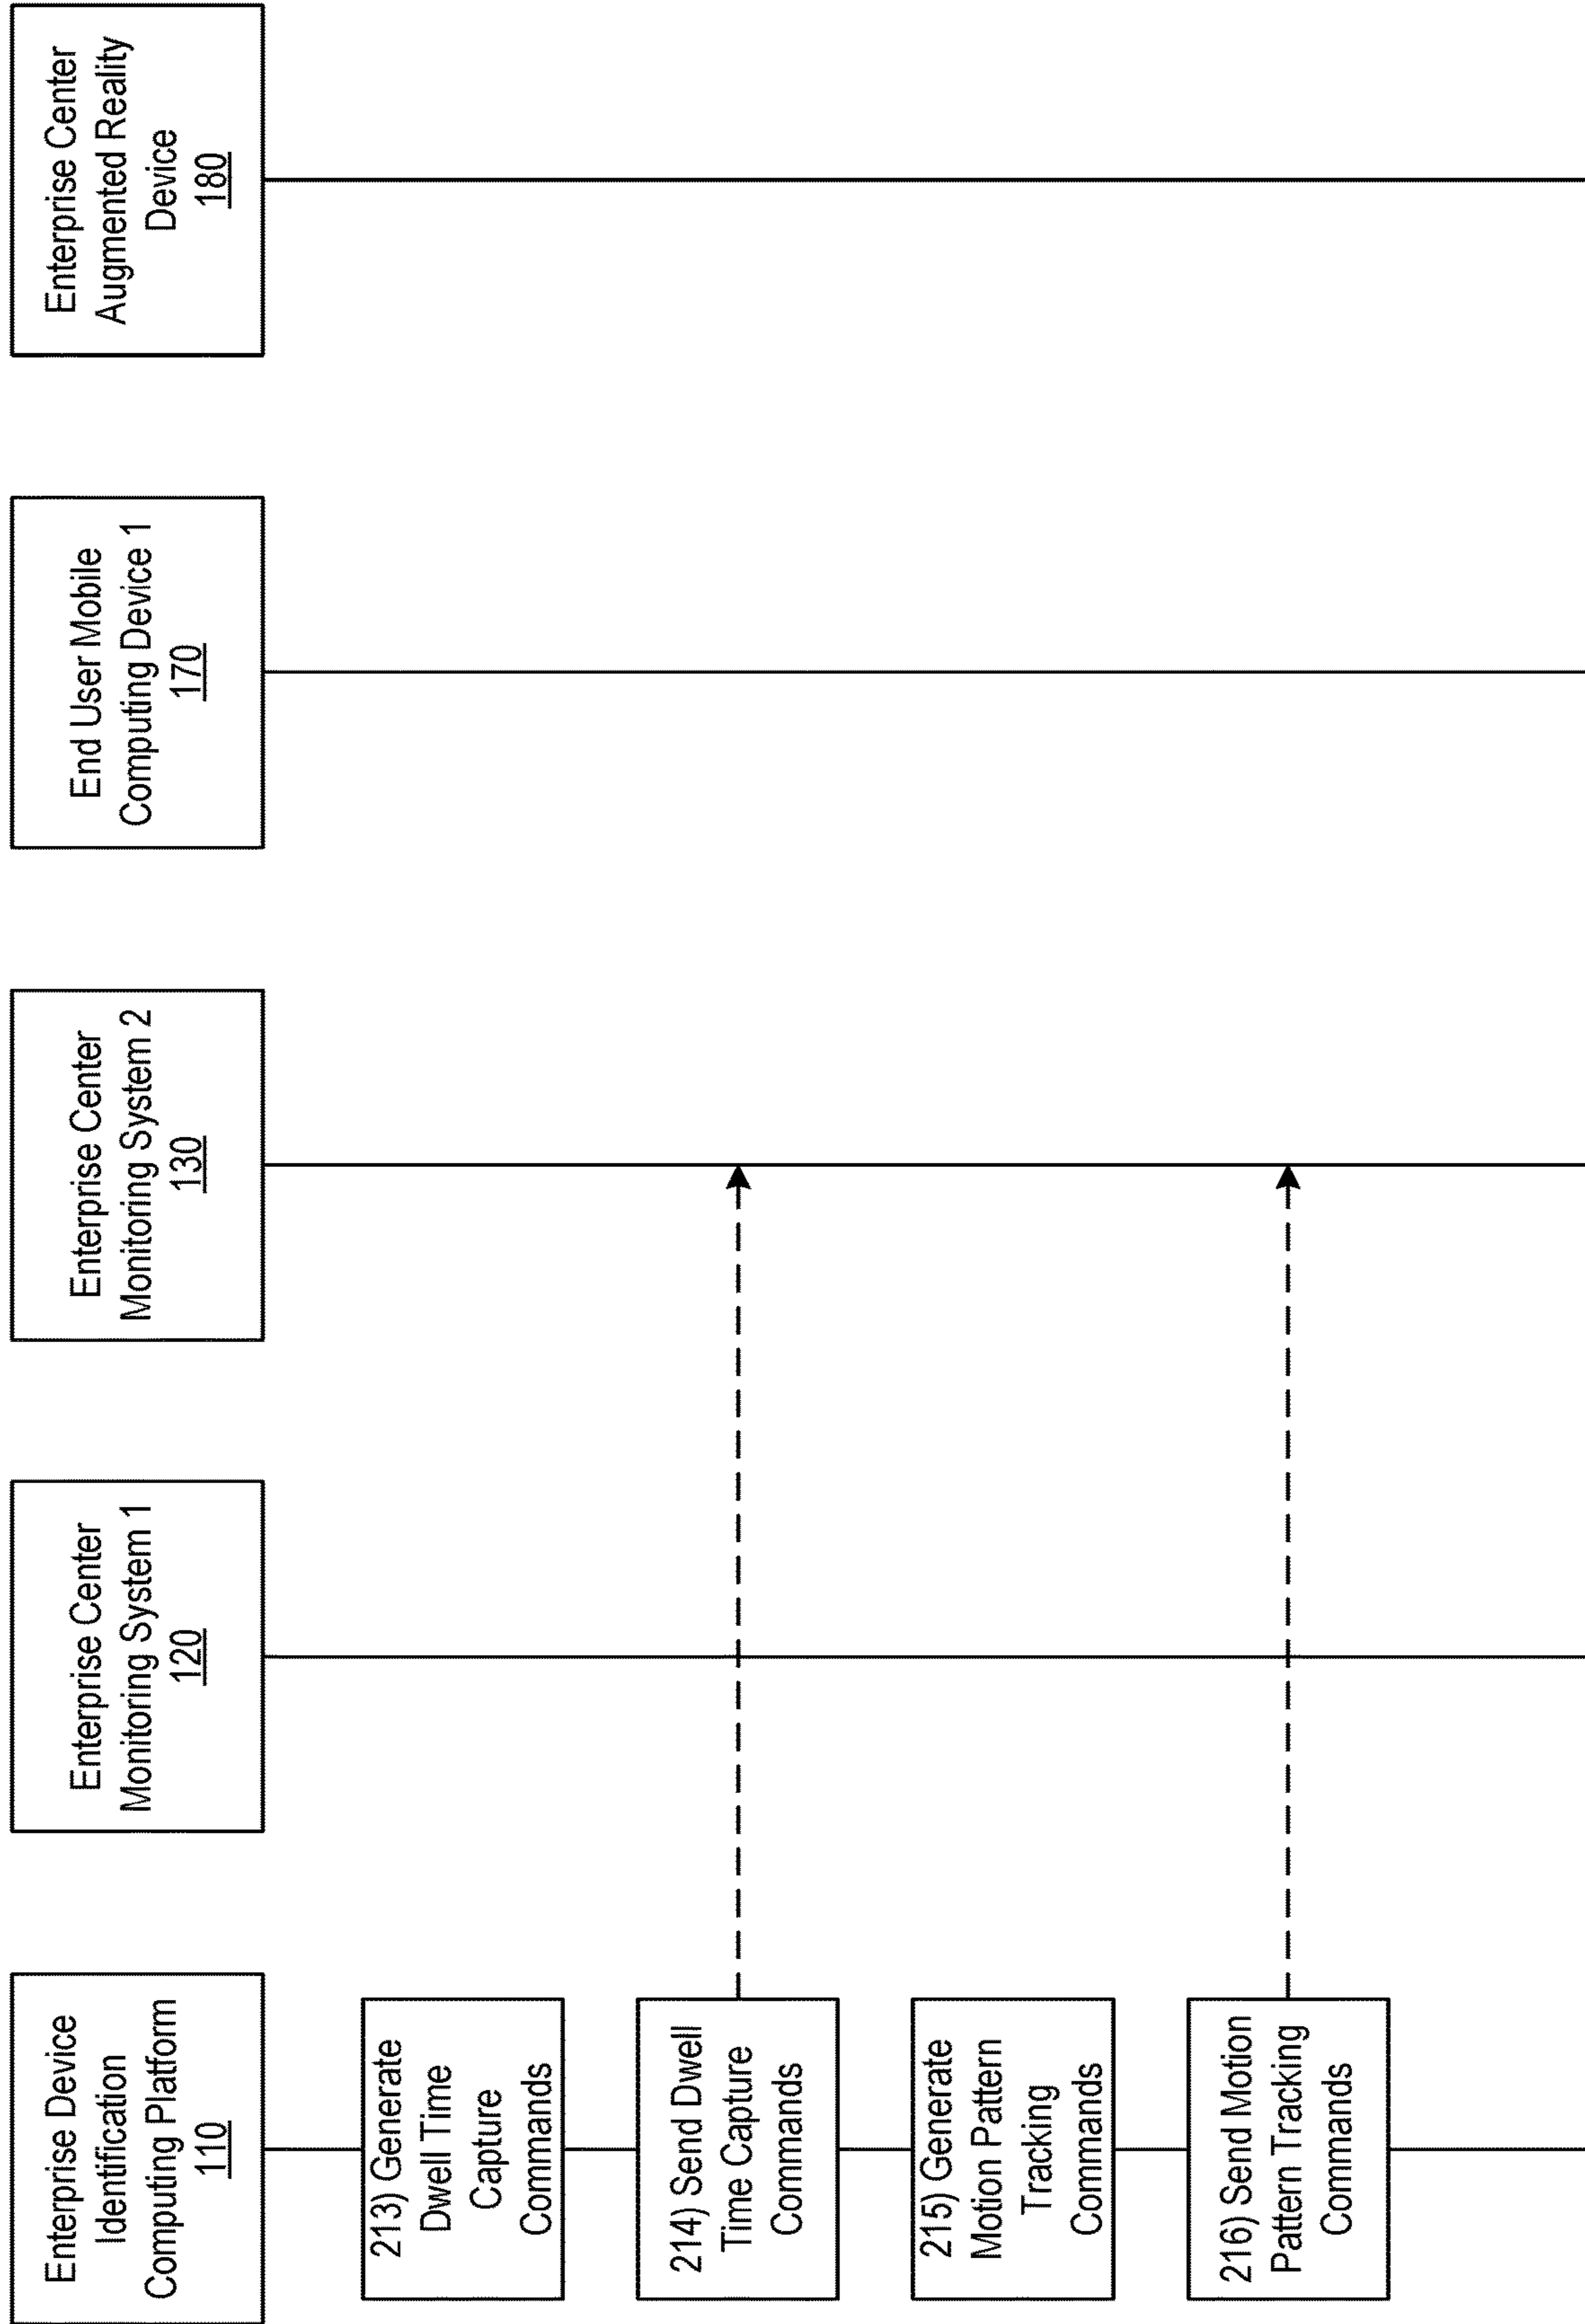 Enterprise Device
Identification
Computing Platform
110
Enterprise Center
Monitoring System 1
120
Enterprise Center
Monitoring System 2
130
End User Mobile
Computing Device 1
170
Enterprise Center
Augmented Reality
Device
180
213) Generate
Dwell Time
Capture
Commands
214) Send Dwell
Time Capture
Commands
215) Generate
Motion Pattern
Tracking
Commands
216) Send Motion
Pattern Tracking
Commands